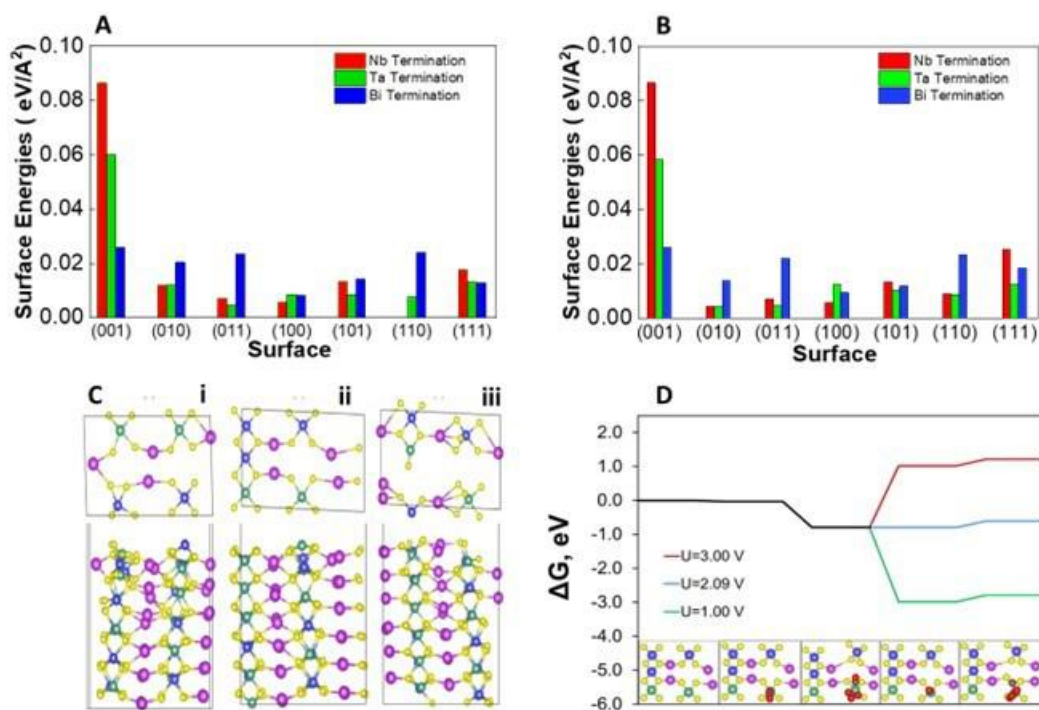 A
Surface Energies ( eV/A²)
0.10
0.08
0.06
0.04
0.02
0.00
Nb Termination
Ta Termination
Bi Termination
(001) (010) (011) (100) (101) (110) (111)
Surface
B
Surface Energies ( eV/A²)
0.10
0.08
0.06
0.04
0.02
0.00
Nb Termination
Ta Termination
Bi Termination
(001) (010) (011) (100) (101) (110) (111)
Surface
C i ii iii
D
ΔG, eV
2.0
1.0
0.0
-1.0
-2.0
-3.0
-4.0
-5.0
-6.0
U=3.00 V
U=2.09 V
U=1.00 V